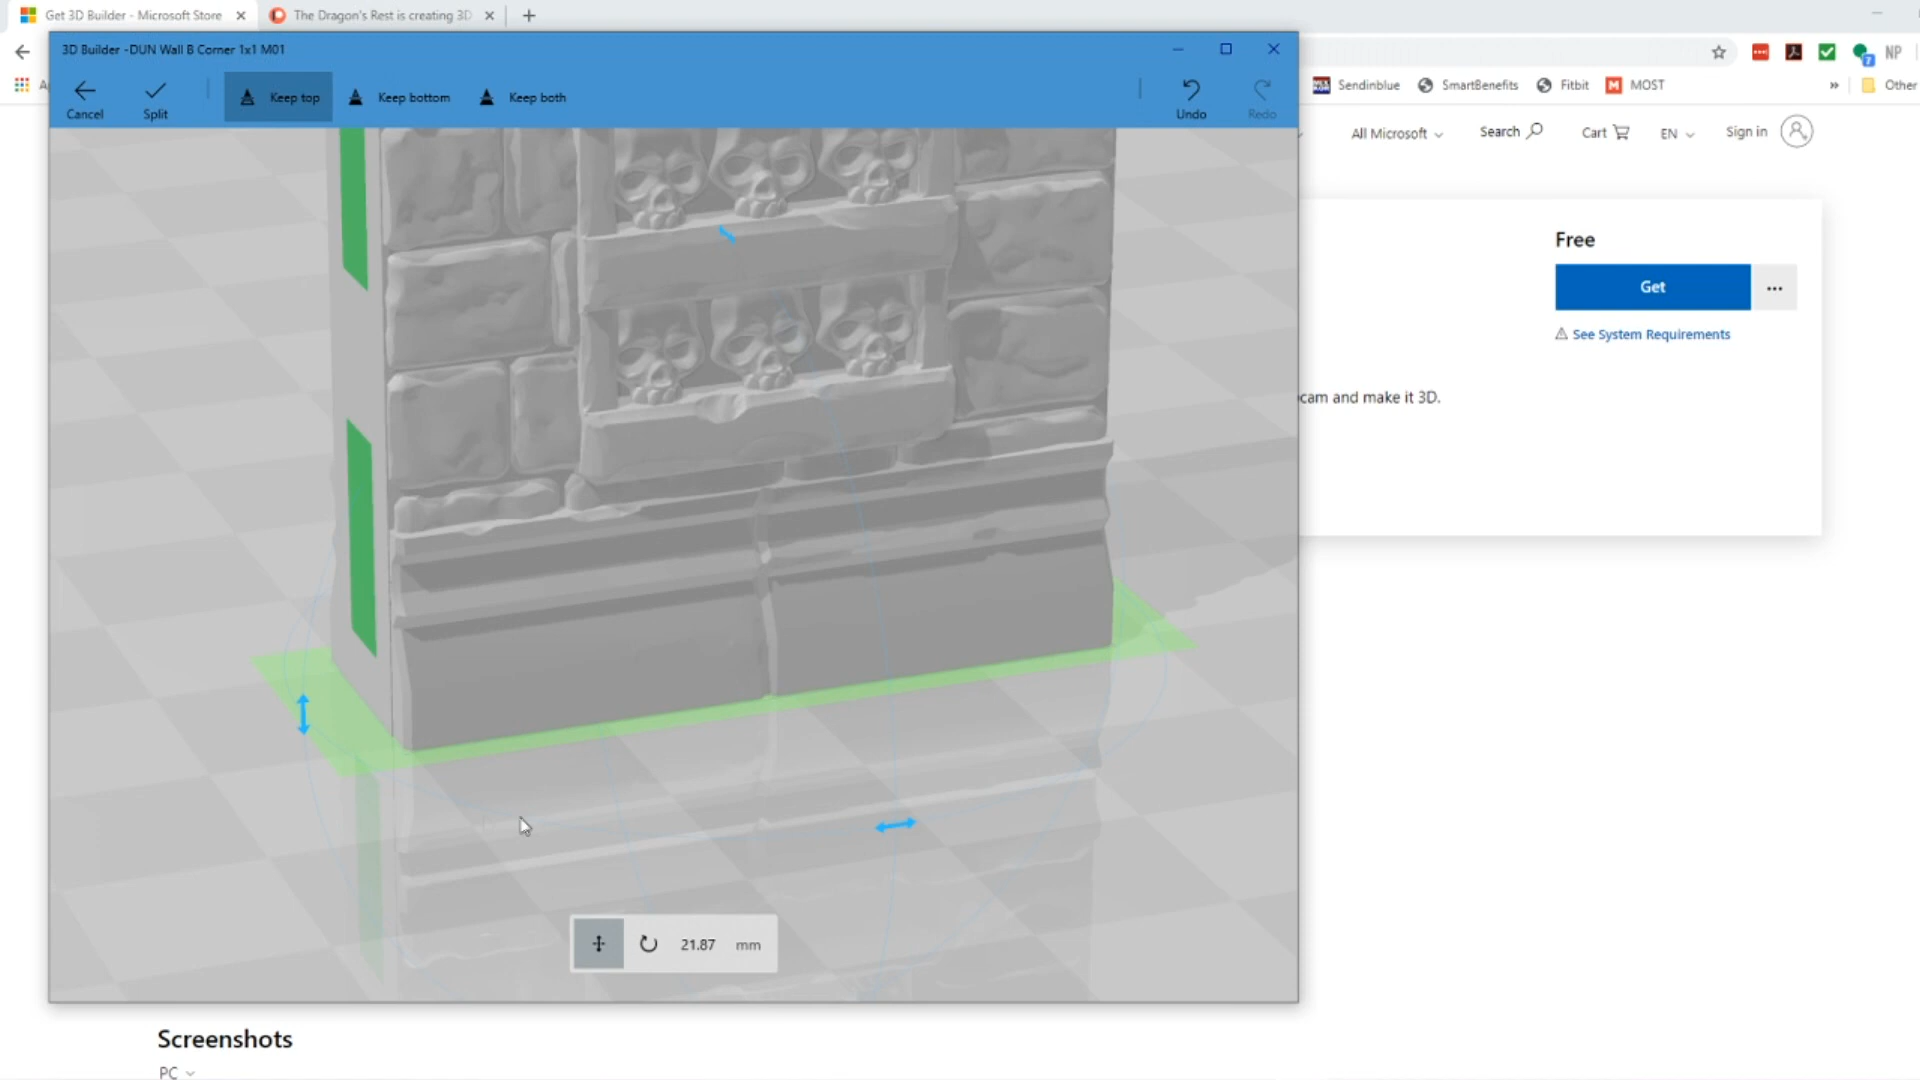 Get 3D Builder - Microsoft Store
The Dragon's Rest is creating 3D
3D Builder - DUN Wall B Corner 1x1 M01
Cancel
Split
Keep top
Keep bottom
Keep both
Undo
Redo
NP
Sendinblue
SmartBenefits
Fitbit
M MOST
»
Other
All Microsoft
Search
Cart
EN
Sign in
Free
Get
...
See System Requirements
cam and make it 3D.
21.87 mm
Screenshots
PC